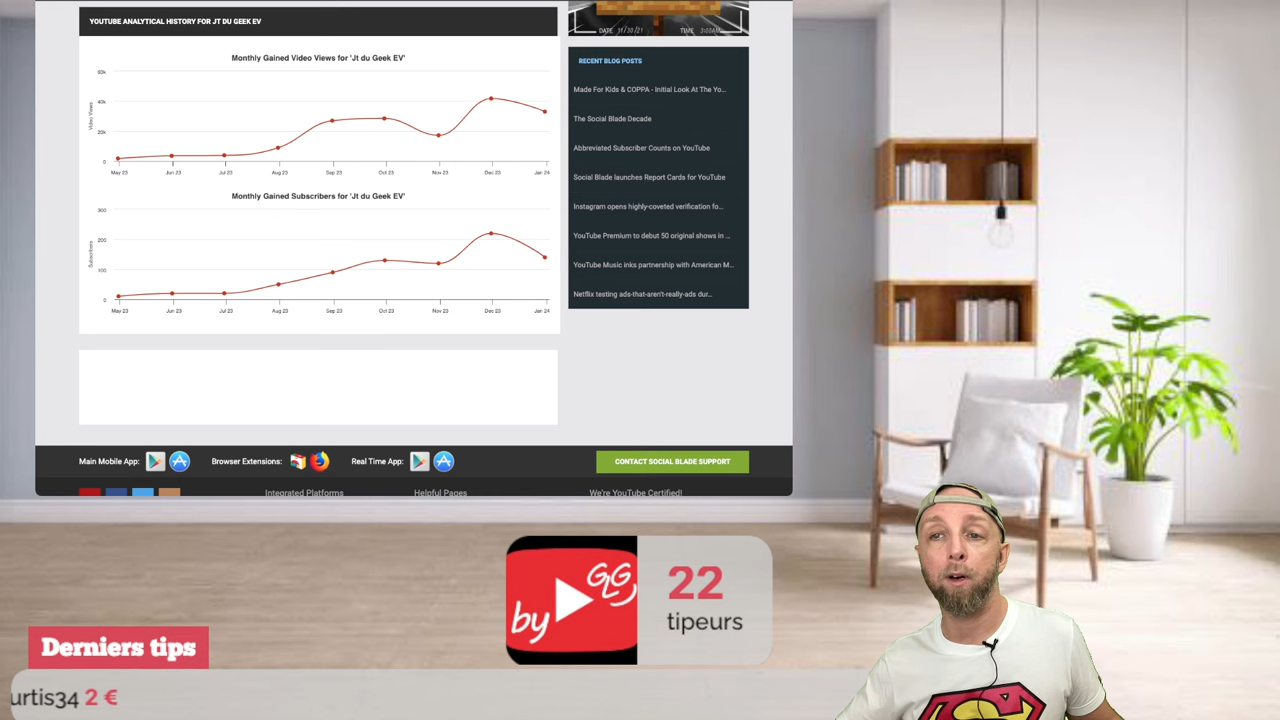 YOUTUBE ANALYTICAL HISTORY FOR JT DU GEEK EV
Monthly Gained Video Views for 'Jt du Geek EV'
Video Views
40k
20k
0
May 23 Jun 23 Jul 23 Aug 23 Sep 23 Oct 23 Nov 23 Dec 23 Jan 24
Monthly Gained Subscribers for 'Jt du Geek EV'
Subscribers
300
200
100
0
May 23 Jun 23 Jul 23 Aug 23 Sep 23 Oct 23 Nov 23 Dec 23 Jan 24
DATE 11/30/21 TIME 3:00AM
RECENT BLOG POSTS
Made For Kids & COPPA - Initial Look At The Yo...
The Social Blade Decade
Abbreviated Subscriber Counts on YouTube
Social Blade launches Report Cards for YouTube
Instagram opens highly-coveted verification fo...
YouTube Premium to debut 50 original shows in ...
YouTube Music inks partnership with American M...
Netflix testing ads-that-aren't-really-ads dur...
Main Mobile App: Browser Extensions: Real Time App: CONTACT SOCIAL BLADE SUPPORT
Integrated Platforms Helpful Pages We're YouTube Certified!
by GLG
22
tipeurs
Derniers tips
urtis34 2 €